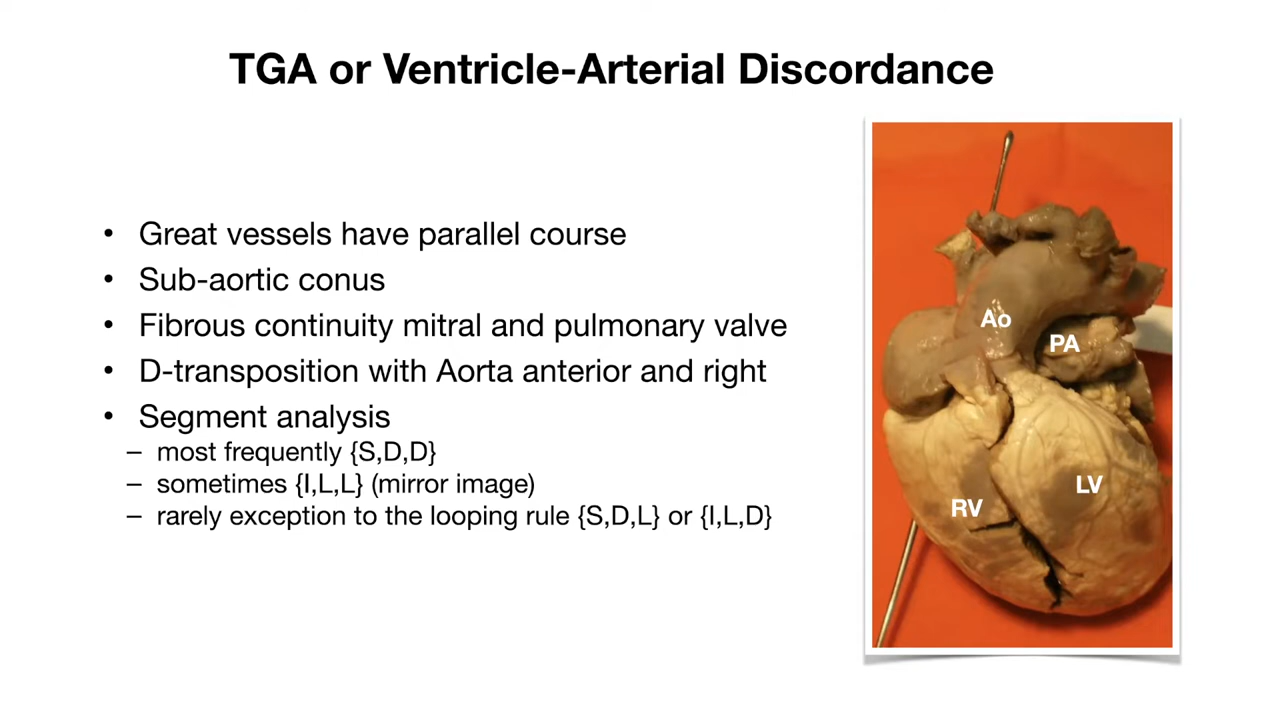 TGA or Ventricle-Arterial Discordance
• Great vessels have parallel course
• Sub-aortic conus
• Fibrous continuity mitral and pulmonary valve
• D-transposition with Aorta anterior and right
• Segment analysis
– most frequently {S,D,D}
– sometimes {I,L,L} (mirror image)
– rarely exception to the looping rule {S,D,L} or {I,L,D}
Ao
PA
LV
RV